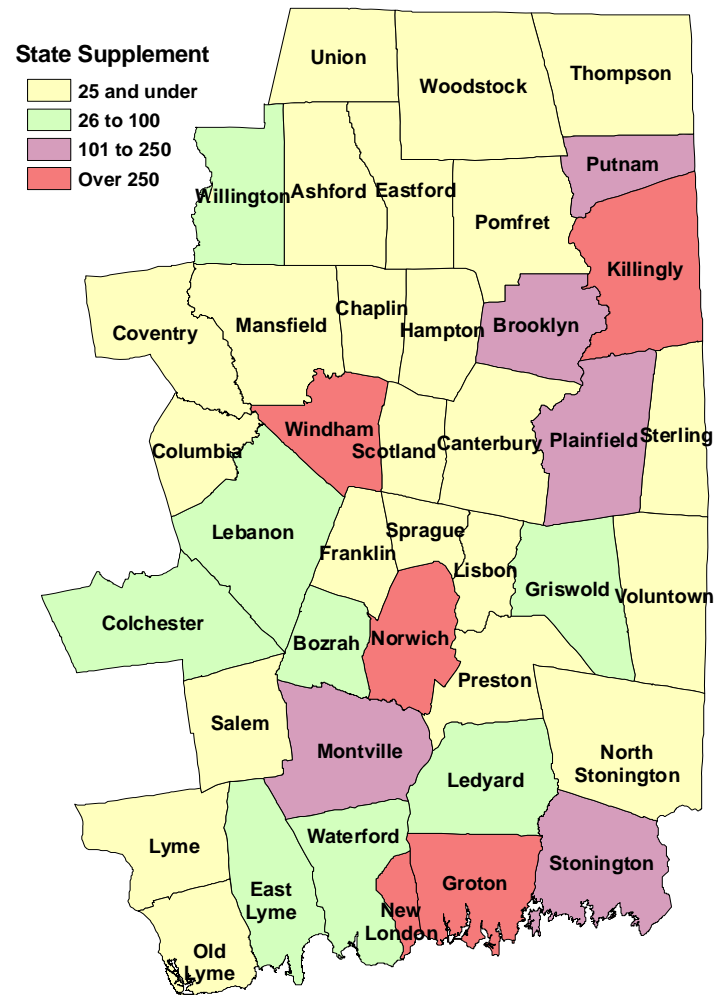 State Supplement
25 and under
26 to 100
101 to 250
Over 250
Union
Woodstock
Thompson
Putnam
Willington
Ashford
Eastford
Pomfret
Killingly
Coventry
Mansfield
Chaplin
Hampton
Brooklyn
Columbia
Windham
Scotland
Canterbury
Plainfield
Sterling
Lebanon
Franklin
Sprague
Lisbon
Griswold
Voluntown
Colchester
Bozrah
Norwich
Preston
Salem
Montville
Ledyard
North
Stonington
Lyme
Waterford
East
Lyme
New
London
Groton
Stonington
Old
Lyme